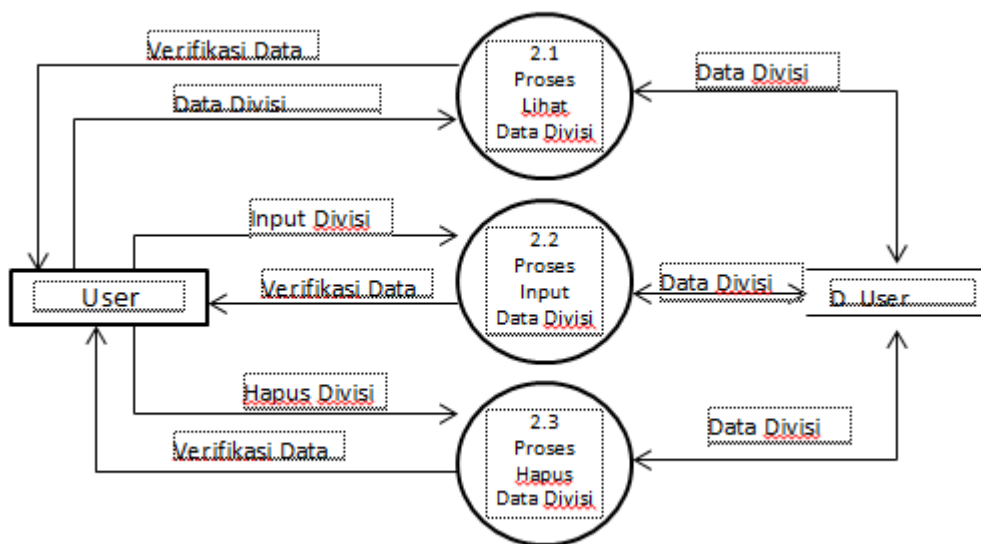 Verifikasi Data
2.1
Proses
Lihat
Data Divisi
Data Divisi
Data Divisi
Input Divisi
2.2
Proses
Input
Data Divisi
Data Divisi
User
Verifikasi Data
D User
Hapus Divisi
2.3
Proses
Hapus
Data Divisi
Data Divisi
Verifikasi Data